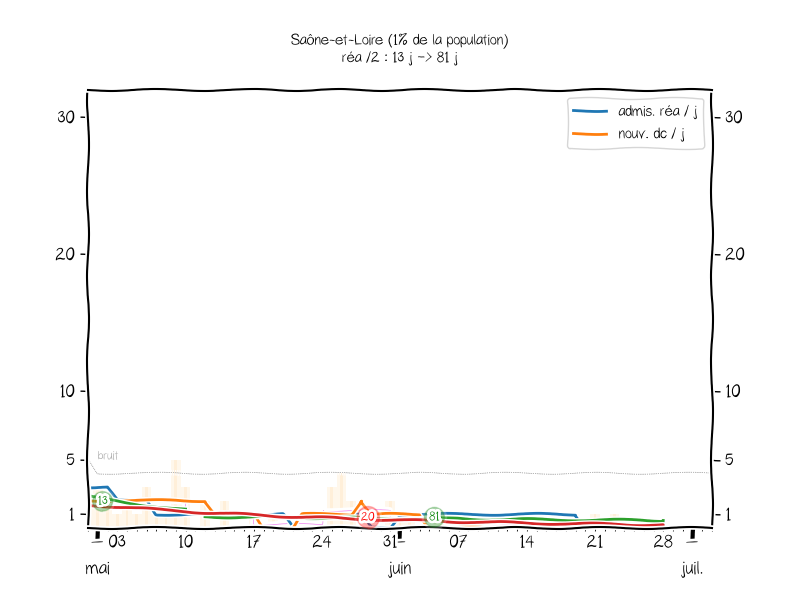 Saône-et-Loire (1% de la population)
réa /2 : 13 j -> 81 j
admis. réa / j
nouv. dc / j
30
30
20
20
10
10
5
5
1
1
bruit
13
20
81
03
10
17
24
31
07
14
21
28
mai
juin
juil.